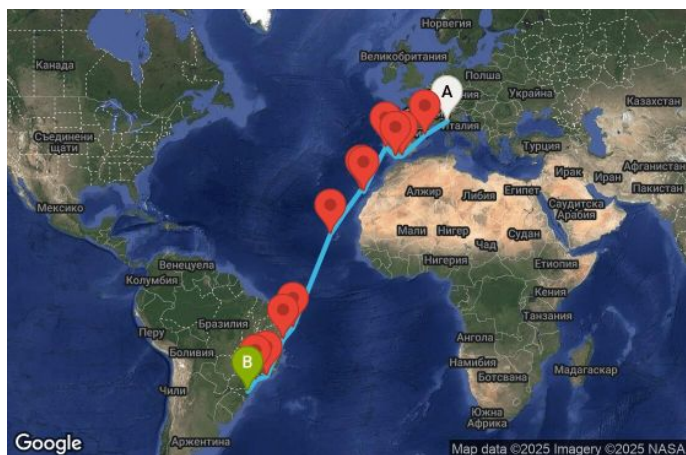 Норвегия
Канада
Великобритания
A
Полша
ания
Украйна
Италия
Казахстан
Съединени
щати
Турция
Ирак
Афганистан
Иран
Пакистан
Алжир
Либия
Египет
Саудитска
Арабия
Мексико
Мали
Нигер
Судан
Чад
Венецуела
Колумбия
Нигерия
Етиопия
Кения
Бразилия
Танзания
Перу
Ангола
Боливия
B
Намибия
Ботсвана
Мадагаскар
Чили
Южна
Африка
Аржентина
Google
Map data ©2025 Imagery ©2025 NASA